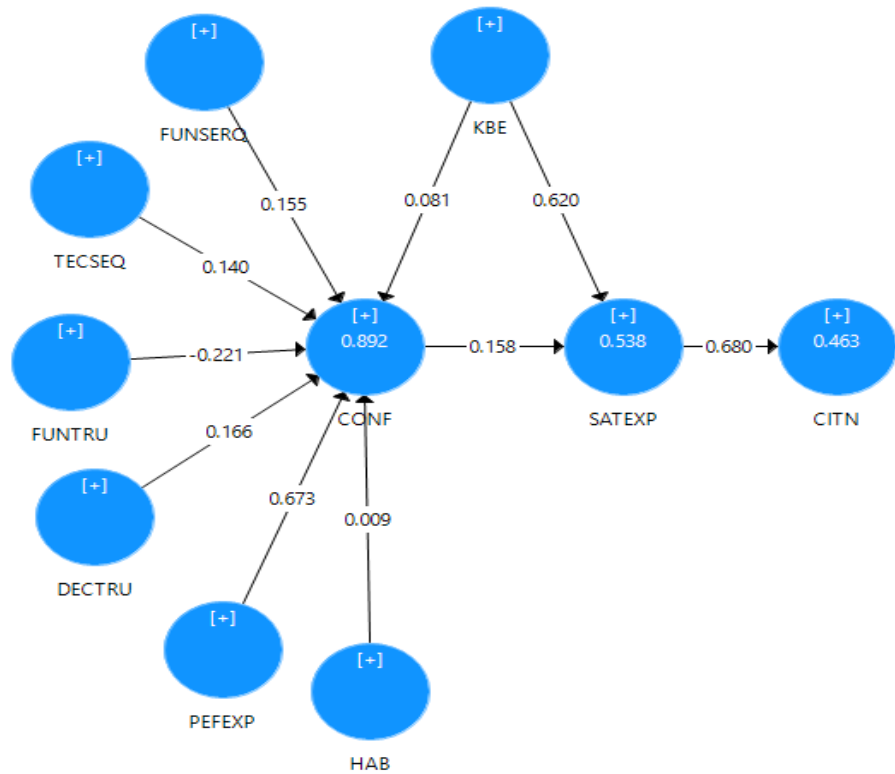 [+]
FUNSERQ
[+]
KBE
[+]
TECSEQ
0.155
0.081
0.620
0.140
[+]
FUNTRU
-0.221
[+]
0.892
CONF
0.158
[+]
0.538
SATEXP
0.680
[+]
0.463
CITN
0.166
[+]
DECTRU
0.673
0.009
[+]
PEFEXP
[+]
HAB